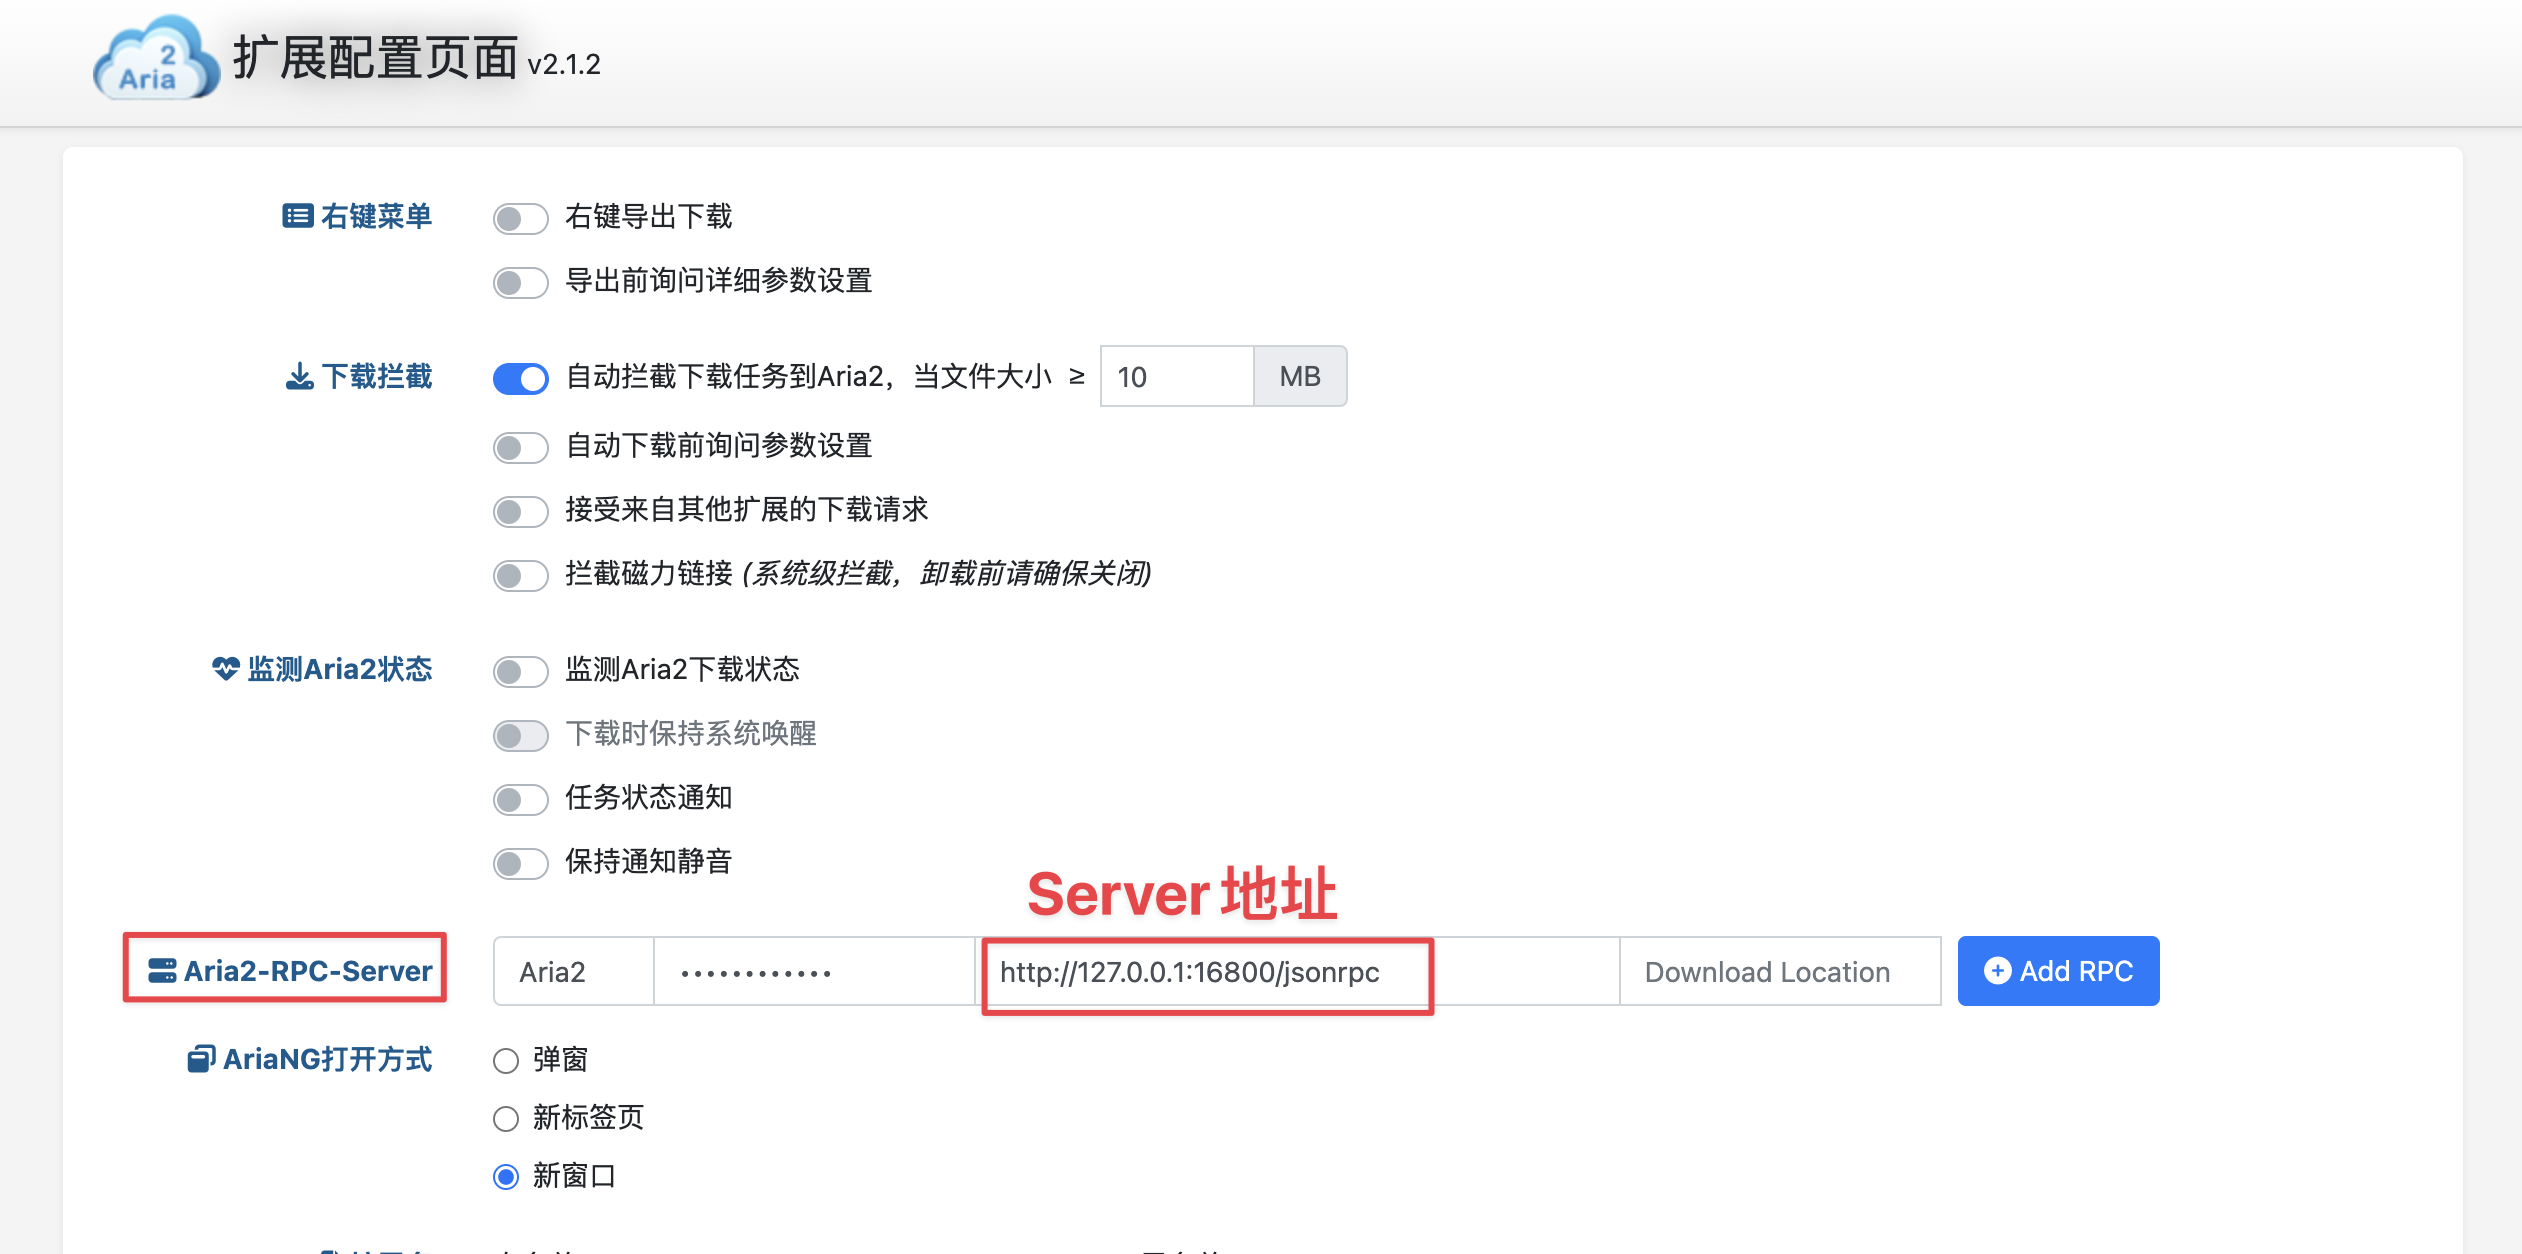 2
Aria
扩展配置页面 v2.1.2
右键菜单 右键导出下载
导出前询问详细参数设置
下载拦截 自动拦截下载任务到Aria2，当文件大小 ≥ 10 MB
自动下载前询问参数设置
接受来自其他扩展的下载请求
拦截磁力链接 (系统级拦截，卸载前请确保关闭)
监测Aria2状态 监测Aria2下载状态
下载时保持系统唤醒
任务状态通知
保持通知静音
Server地址
Aria2-RPC-Server Aria2 •••••••••••• http://127.0.0.1:16800/jsonrpc Download Location Add RPC
AriaNG打开方式 弹窗
新标签页
新窗口